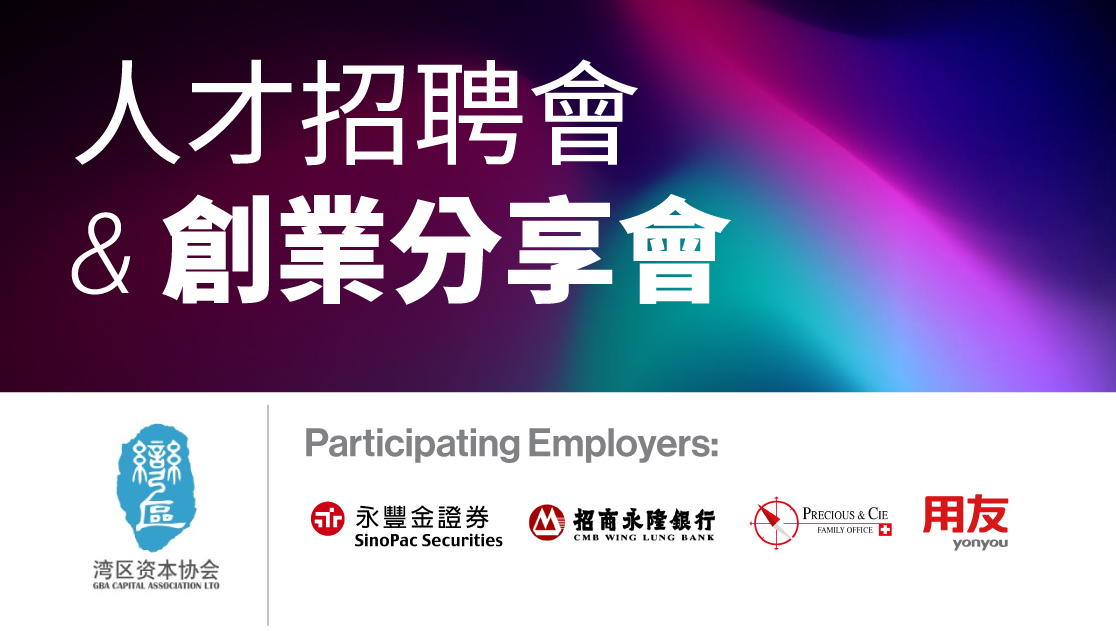 人才招聘會
& 創業分享會
灣區
湾区资本协会
GBA CAPITAL ASSOCIATION LTD
Participating Employers:
永豐金證券
SinoPac Securities
招商永隆銀行
CMB WING LUNG BANK
PRECIOUS & CIE
FAMILY OFFICE
用友
yonyou